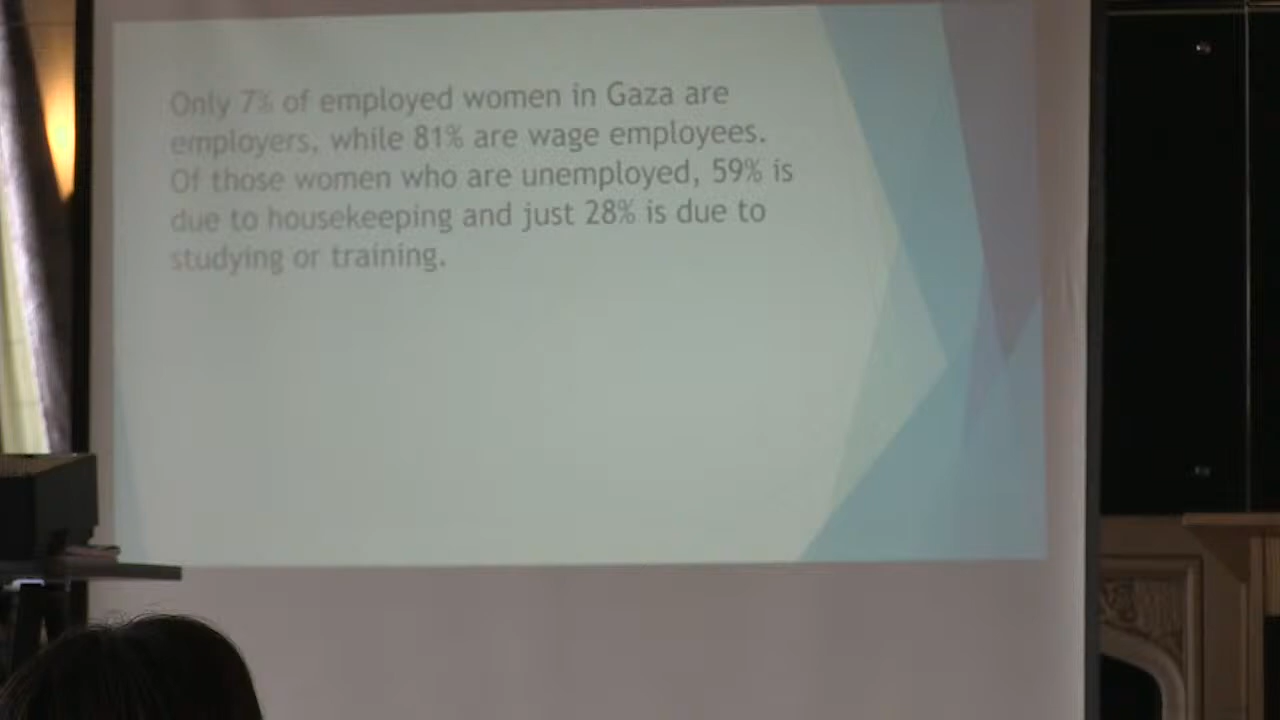 Only 7% of employed women in Gaza are
employers, while 81% are wage employees.
Of those women who are unemployed, 59% is
due to housekeeping and just 28% is due to
studying or training.